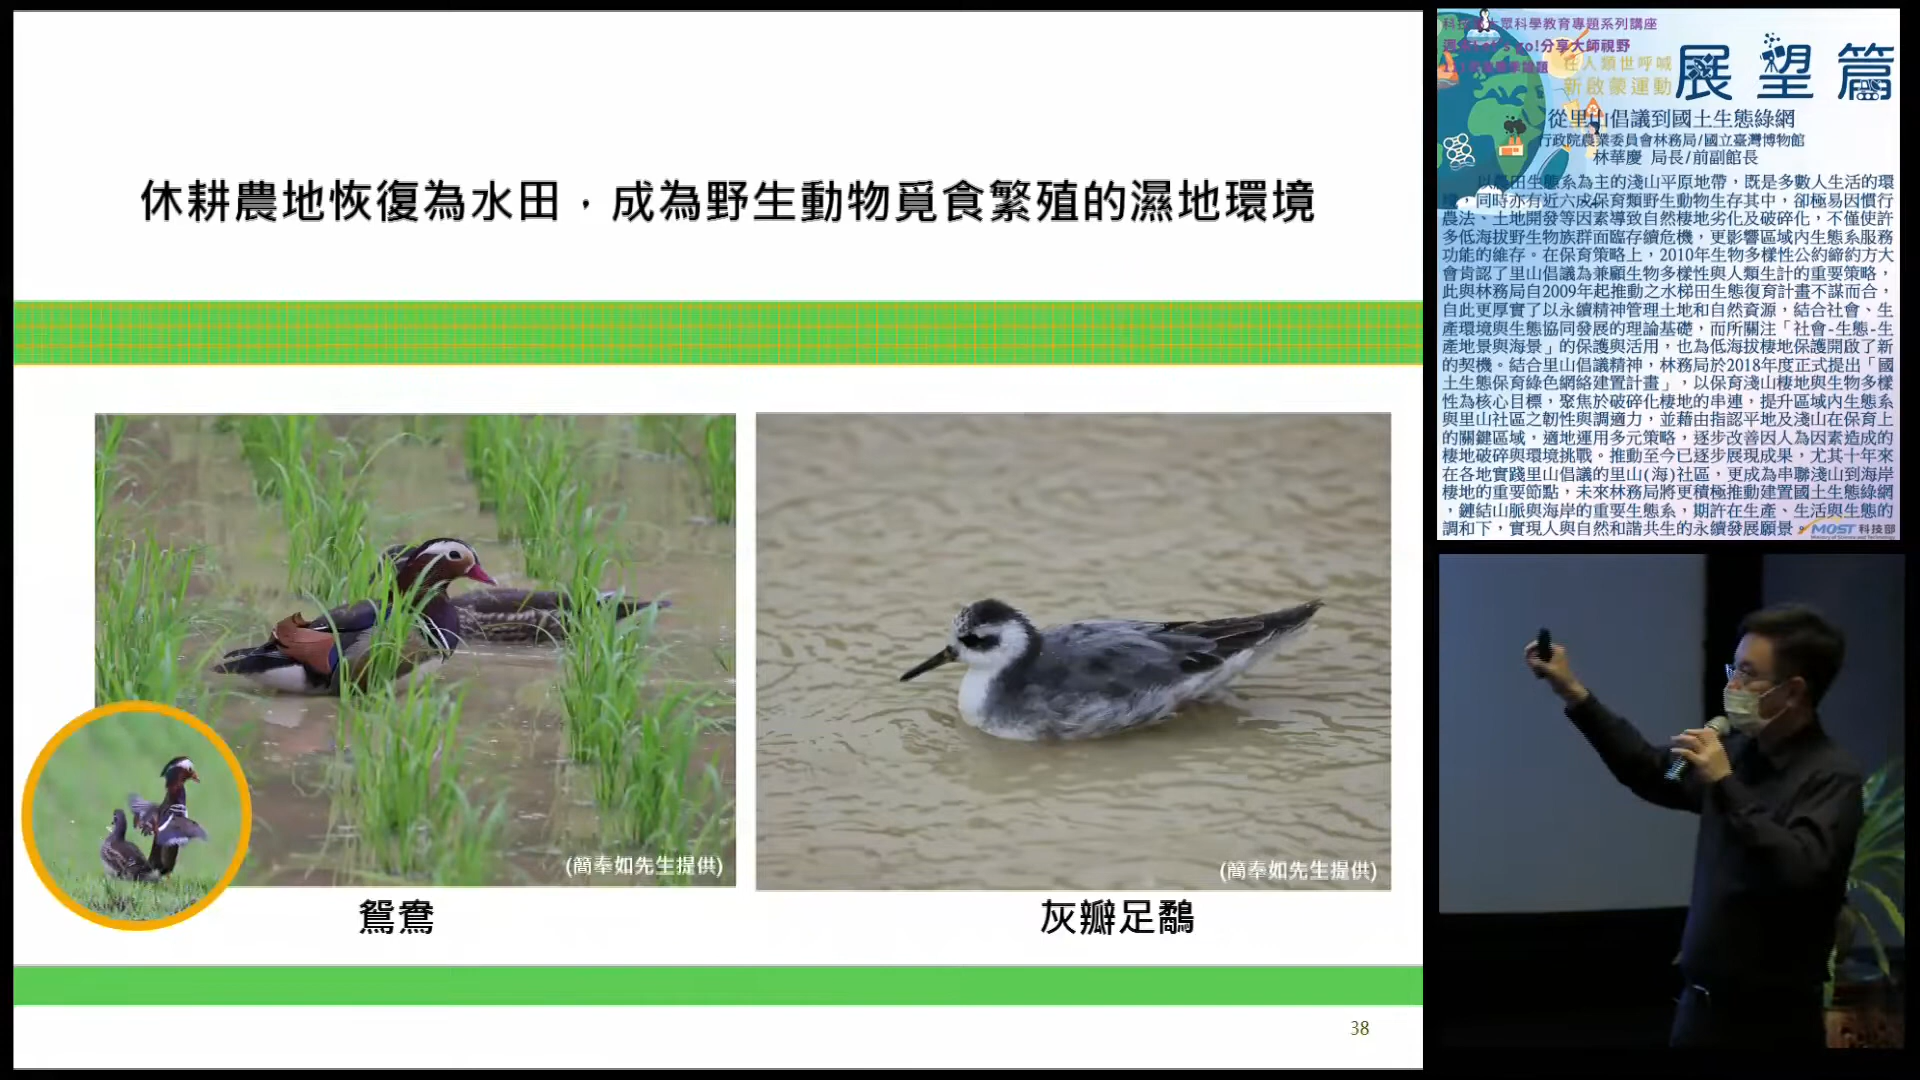 休耕農地恢復為水田，成為野生動物覓食繁殖的濕地環境
(簡奉如先生提供)
(簡奉如先生提供)
鴛鴦
灰瓣足鷸
38
展望篇
在人類世呼喊
新啟蒙運動
從里山倡議到國土生態綠網
行政院農業委員會林務局/國立臺灣博物館
林華慶 局長/前副館長
以農田生態系為主的淺山平原地帶，既是多數人生活的環
境，同時亦有近六成保育類野生動物生存其中，卻極易因慣行
農法、土地開發等因素導致自然棲地劣化及破碎化，不僅使許
多低海拔野生物族群面臨存續危機，更影響區域內生態系服務
功能的維存。在保育策略上，2010年生物多樣性公約締約方大
會肯認了里山倡議為兼顧生物多樣性與人類生計的重要策略，
此與林務局自2009年起推動之水梯田生態復育計畫不謀而合，
自此更厚實了以永續精神管理土地和自然資源，結合社會、生
產環境與生態協同發展的理論基礎，而所關注「社會-生態-生
產地景與海景」的保護與活用，也為低海拔棲地保護開啟了新
的契機。結合里山倡議精神，林務局於2018年度正式提出「國
土生態保育綠色網絡建置計畫」，以保育淺山棲地與生物多樣
性為核心目標，聚焦於破碎化棲地的串連，提升區域內生態系
與里山社區之韌性與調適力，並藉由指認平地及淺山在保育上
的關鍵區域，適地運用多元策略，逐步改善因人為因素造成的
棲地破碎與環境挑戰。推動至今已逐步展現成果，尤其十年來
在各地實踐里山倡議的里山(海)社區，更成為串聯淺山到海岸
棲地的重要節點，未來林務局將更積極推動建置國土生態綠網
，鏈結山脈與海岸的重要生態系，期許在生產、生活與生態的
調和下，實現人與自然和諧共生的永續發展願景。
MOST 科技部
Ministry of Science and Technology